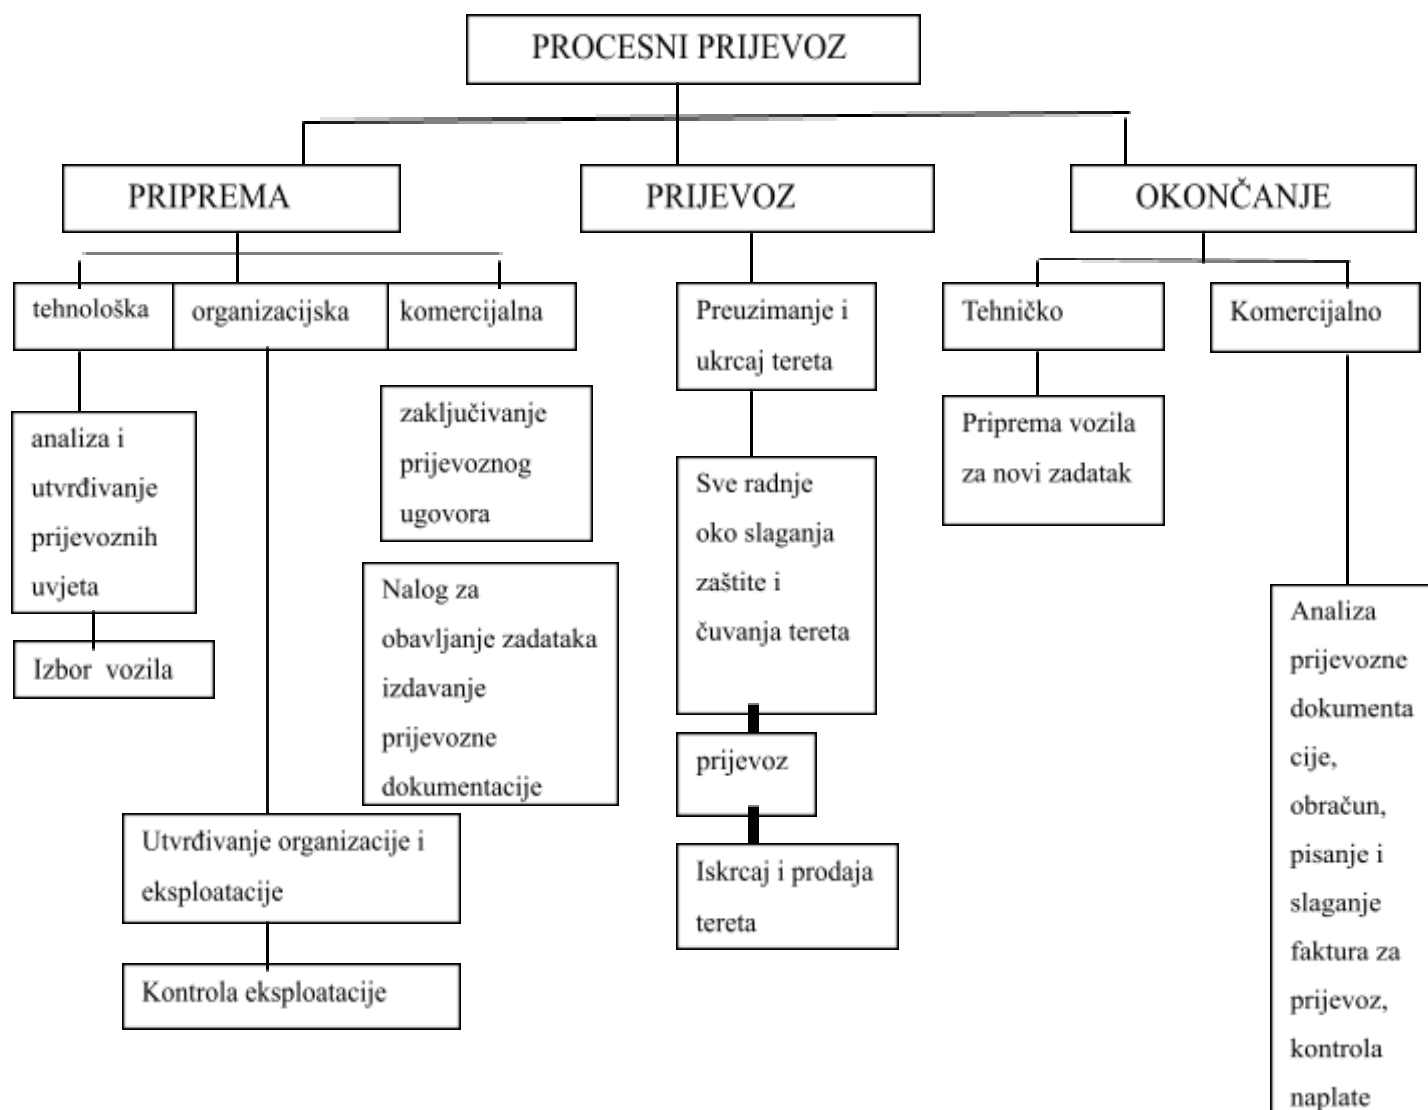 PROCESNI PRIJEVOZ
PRIPREMA
PRIJEVOZ
OKONČANJE
tehnološka
organizacijska
komercijalna
Preuzimanje i
ukrcaj tereta
Tehničko
Komercijalno
analiza i
utvrđivanje
prijevoznih
uvjeta
Izbor vozila
zaključivanje
prijevoznog
ugovora
Nalog za
obavljanje zadataka
izdavanje
prijevozne
dokumentacije
Utvrđivanje organizacije i
eksploatacije
Kontrola eksploatacije
Sve radnje
oko slaganja
zaštite i
čuvanja tereta
prijevoz
Iskrcaj i prodaja
tereta
Priprema vozila
za novi zadatak
Analiza
prijevozne
dokumenta
cije,
obračun,
pisanje i
slaganje
faktura za
prijevoz,
kontrola
naplate